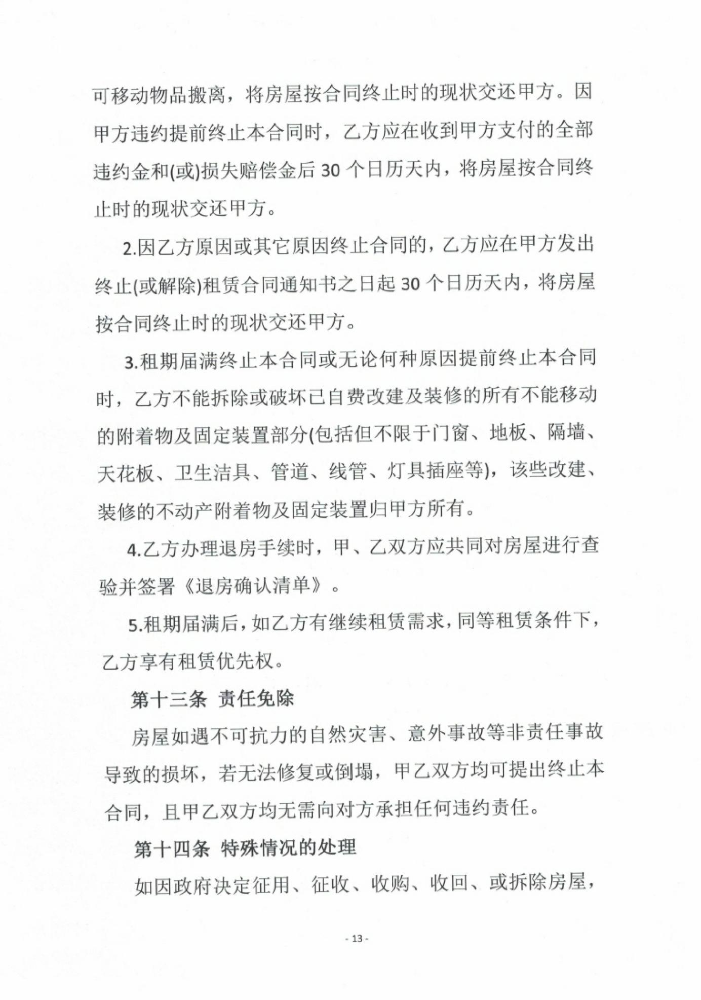 可移动物品搬离，将房屋按合同终止时的现状交还甲方。因
甲方违约提前终止本合同时，乙方应在收到甲方支付的全部
违约金和(或)损失赔偿金后 30 个日历天内，将房屋按合同终
止时的现状交还甲方。
2.因乙方原因或其它原因终止合同的，乙方应在甲方发出
终止(或解除)租赁合同通知书之日起 30 个日历天内，将房屋
按合同终止时的现状交还甲方。
3.租期届满终止本合同或无论何种原因提前终止本合同
时，乙方不能拆除或破坏已自费改建及装修的所有不能移动
的附着物及固定装置部分(包括但不限于门窗、地板、隔墙、
天花板、卫生洁具、管道、线管、灯具插座等)，该些改建、
装修的不动产附着物及固定装置归甲方所有。
4.乙方办理退房手续时，甲、乙双方应共同对房屋进行查
验并签署《退房确认清单》。
5.租期届满后，如乙方有继续租赁需求，同等租赁条件下，
乙方享有租赁优先权。
第十三条 责任免除
房屋如遇不可抗力的自然灾害、意外事故等非责任事故
导致的损坏，若无法修复或倒塌，甲乙双方均可提出终止本
合同，且甲乙双方均无需向对方承担任何违约责任。
第十四条 特殊情况的处理
如因政府决定征用、征收、收购、收回、或拆除房屋，
- 13 -